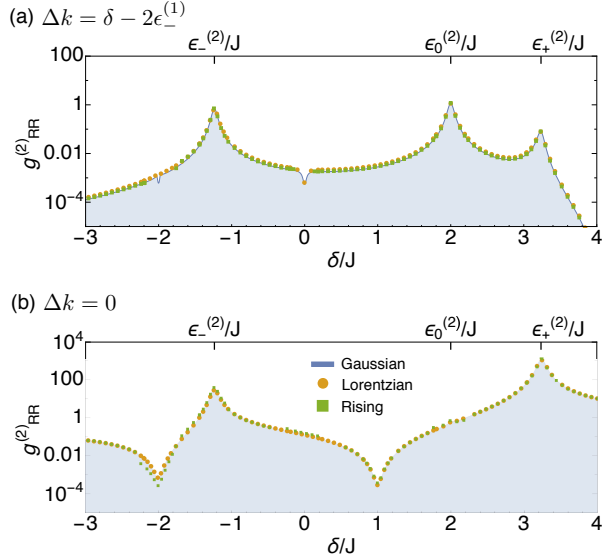 (a) Δk = δ − 2ϵ₋⁽¹⁾
ϵ₋⁽²⁾/J ϵ₀⁽²⁾/J ϵ₊⁽²⁾/J
100
1
0.01
10⁻⁴
g⁽²⁾RR
−3 −2 −1 0 1 2 3 4
δ/J
(b) Δk = 0
ϵ₋⁽²⁾/J ϵ₀⁽²⁾/J ϵ₊⁽²⁾/J
10⁴
100
1
0.01
10⁻⁴
g⁽²⁾RR
Gaussian
Lorentzian
Rising
−3 −2 −1 0 1 2 3 4
δ/J